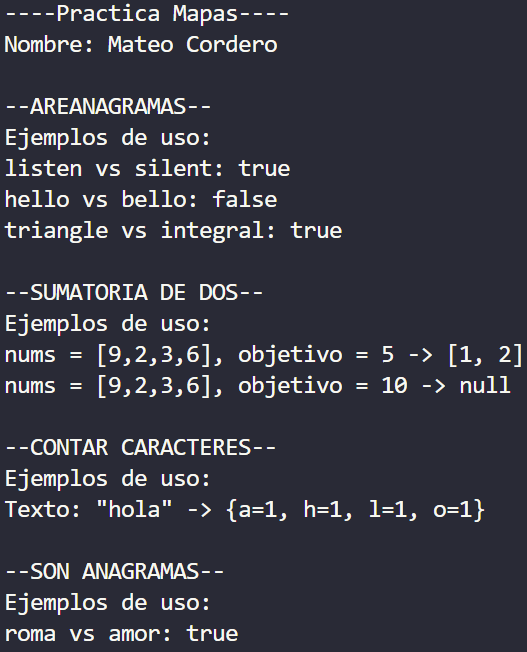 ----Practica Mapas----
Nombre: Mateo Cordero
--AREANAGRAMAS--
Ejemplos de uso:
listen vs silent: true
hello vs bello: false
triangle vs integral: true
--SUMATORIA DE DOS--
Ejemplos de uso:
nums = [9,2,3,6], objetivo = 5 -> [1, 2]
nums = [9,2,3,6], objetivo = 10 -> null
--CONTAR CARACTERES--
Ejemplos de uso:
Texto: "hola" -> {a=1, h=1, l=1, o=1}
--SON ANAGRAMAS--
Ejemplos de uso:
roma vs amor: true